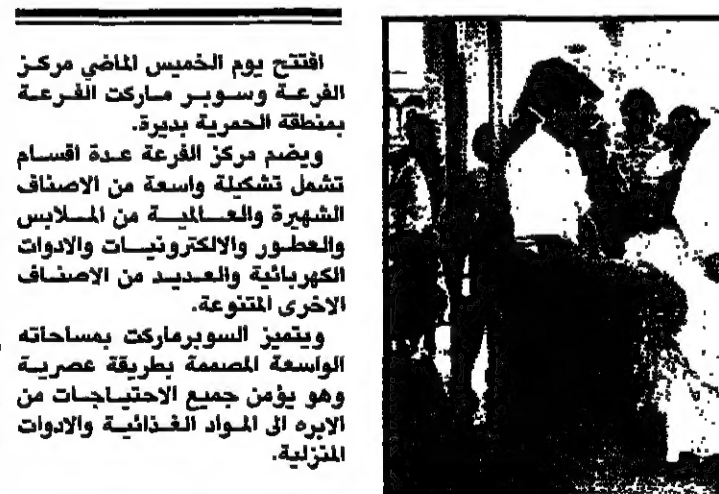 افتتح يوم الخميس الماضي مركز
الفرعة وسوبر ماركت الفرعة
بمنطقة الحمرية بديرة.
ويضم مركز الفرعة عدة اقسام
تشمل تشكيلة واسعة من الاصناف
الشهيرة والعالمية من الملابس
والعطور والالكترونيات والادوات
الكهربائية والعديد من الاصناف
الاخرى المتنوعة.
ويتميز السوبرماركت بمساحاته
الواسعة المصممة بطريقة عصرية
وهو يؤمن جميع الاحتياجات من
الابره الى المواد الغذائية والادوات
المنزلية.